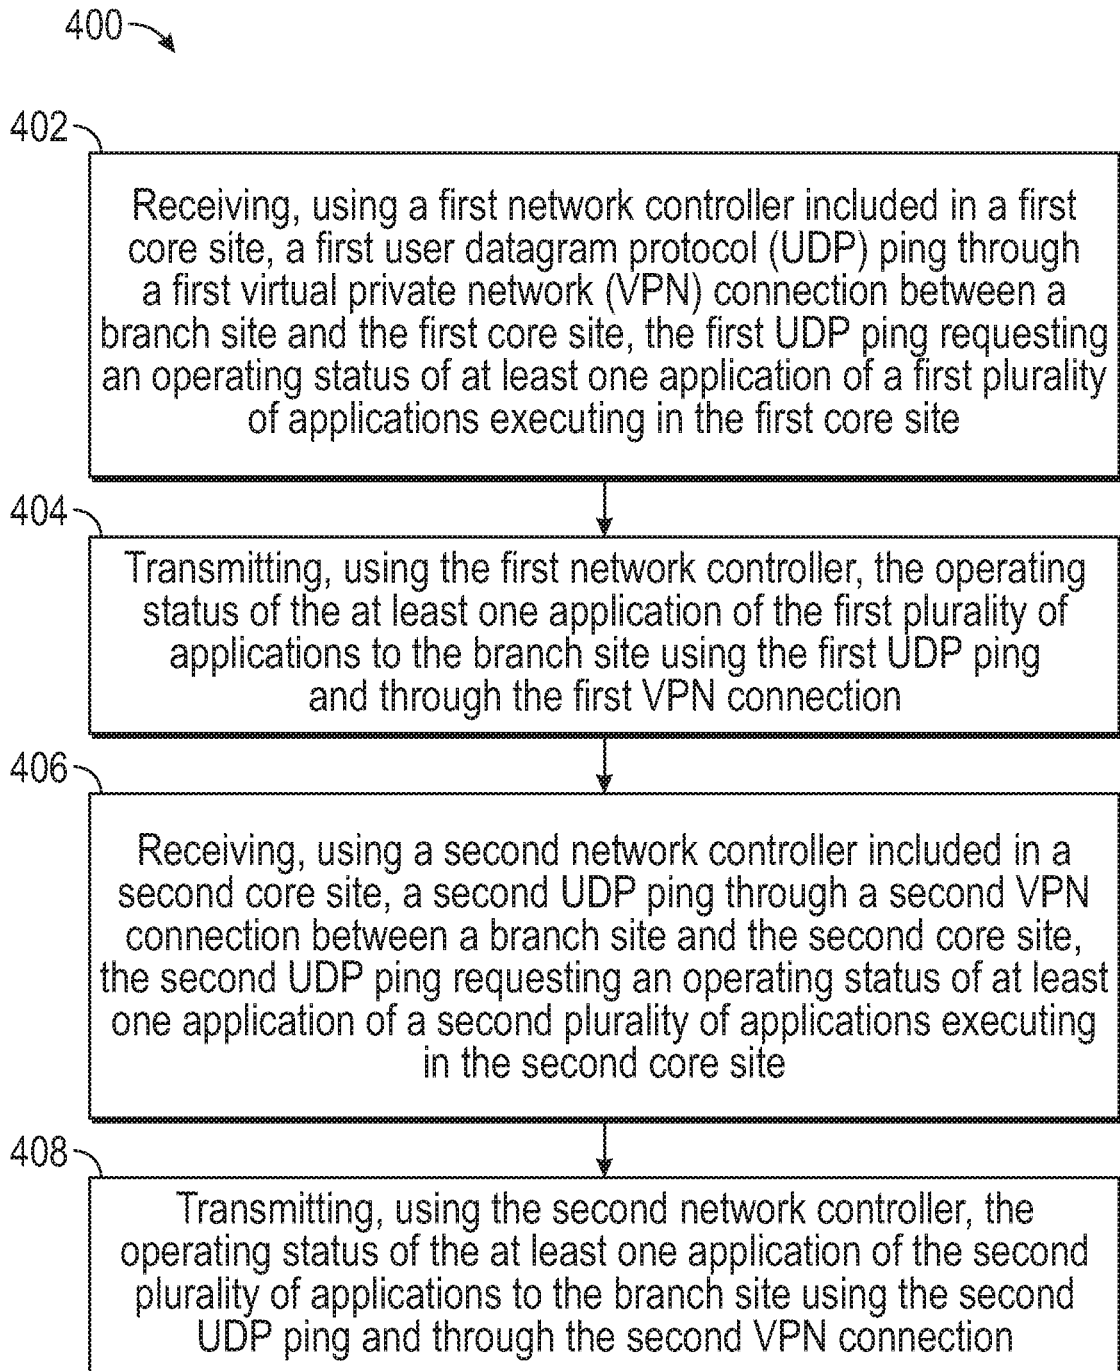 400
402
Receiving, using a first network controller included in a first
core site, a first user datagram protocol (UDP) ping through
a first virtual private network (VPN) connection between a
branch site and the first core site, the first UDP ping requesting
an operating status of at least one application of a first plurality
of applications executing in the first core site
404
Transmitting, using the first network controller, the operating
status of the at least one application of the first plurality of
applications to the branch site using the first UDP ping
and through the first VPN connection
406
Receiving, using a second network controller included in a
second core site, a second UDP ping through a second VPN
connection between a branch site and the second core site,
the second UDP ping requesting an operating status of at least
one application of a second plurality of applications executing
in the second core site
408
Transmitting, using the second network controller, the
operating status of the at least one application of the second
plurality of applications to the branch site using the second
UDP ping and through the second VPN connection